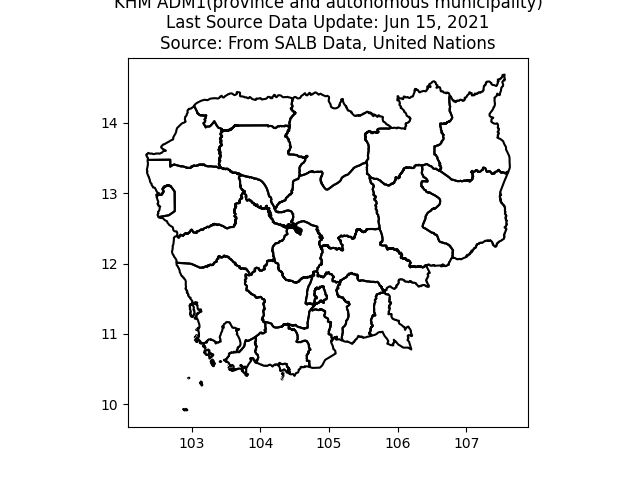 KHM ADM1(province and autonomous municipality)
Last Source Data Update: Jun 15, 2021
Source: From SALB Data, United Nations
14
13
12
11
10
103 104 105 106 107